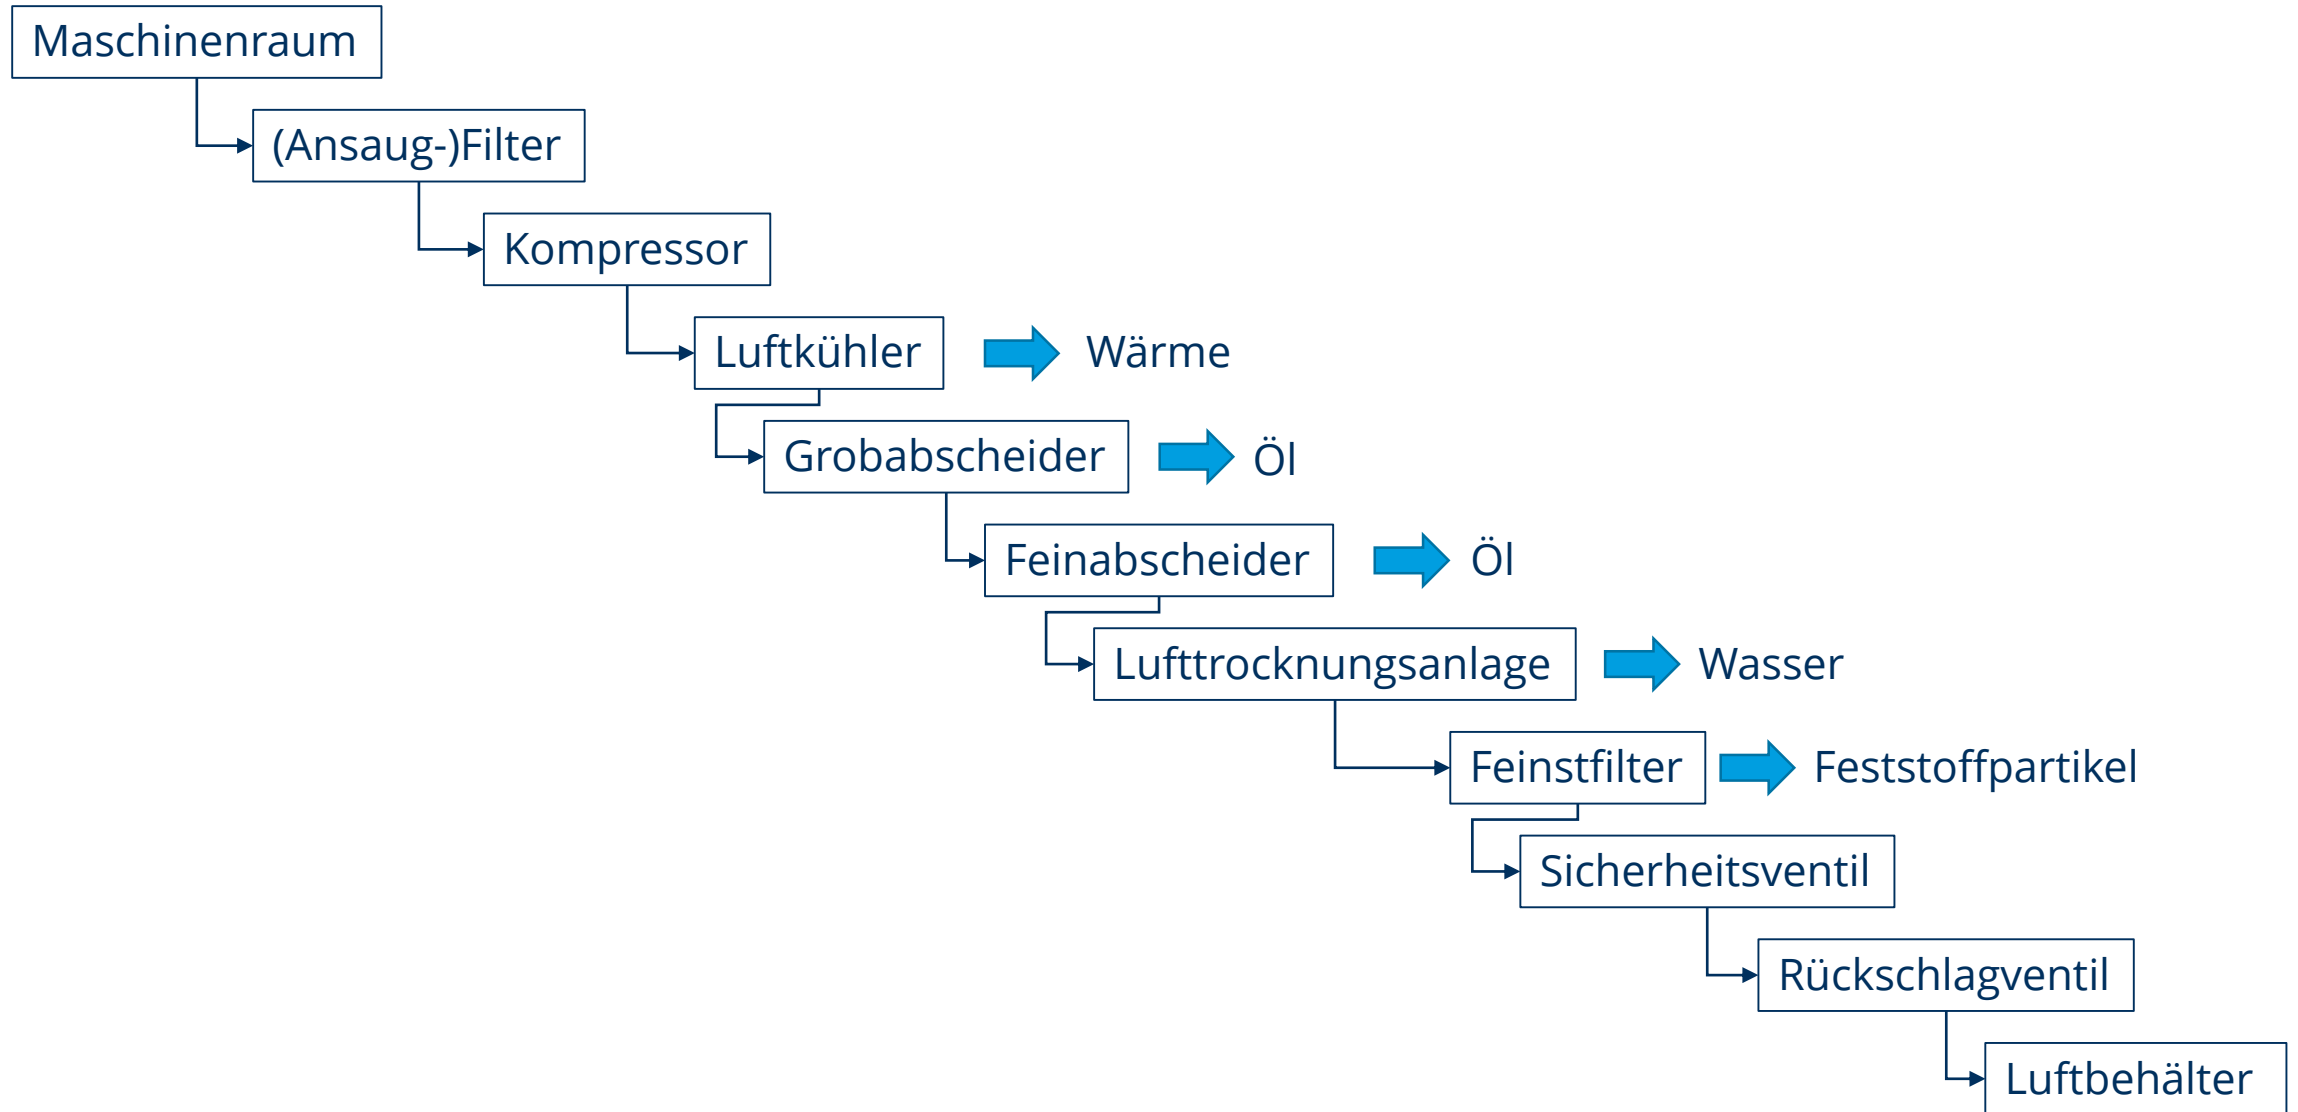 Maschinenraum
(Ansaug-)Filter
Kompressor
Luftkühler Wärme
Grobabscheider Öl
Feinabscheider Öl
Lufttrocknungsanlage Wasser
Feinstfilter Feststoffpartikel
Sicherheitsventil
Rückschlagventil
Luftbehälter